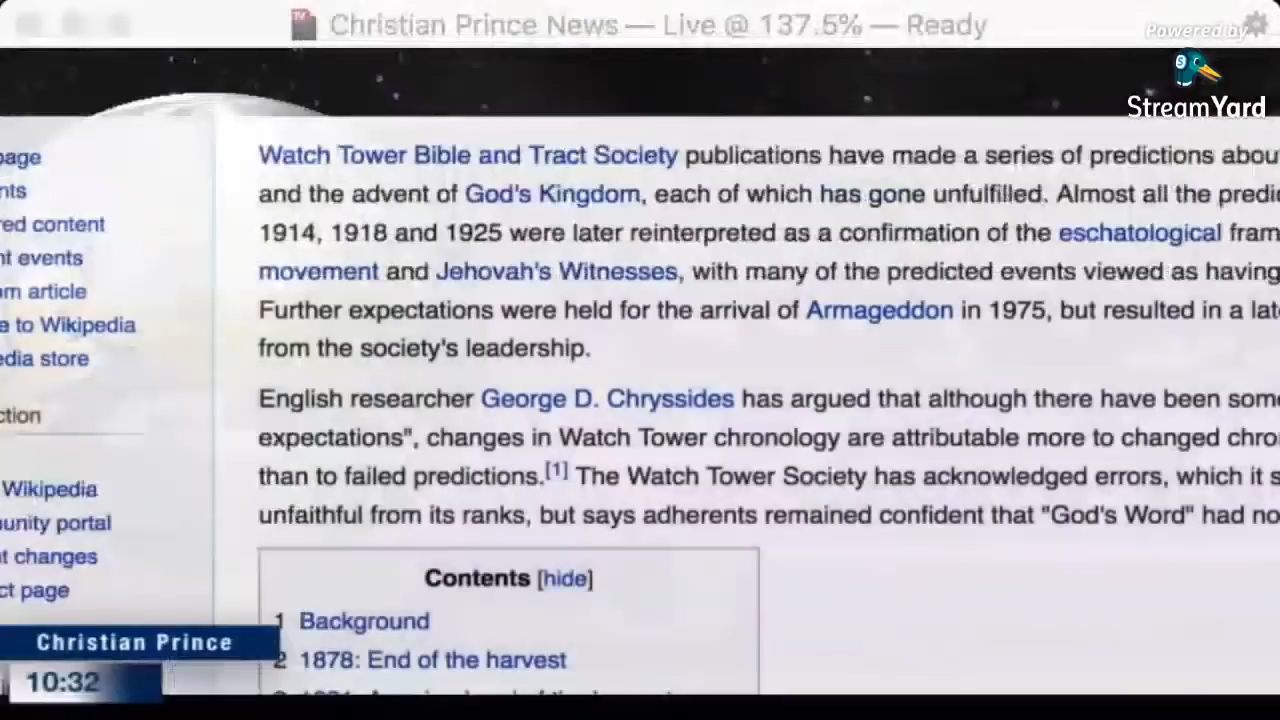 Christian Prince News — Live @ 137.5% — Ready
Powered by
StreamYard
page
nts
red content
nt events
om article
e to Wikipedia
edia store
ction
Wikipedia
unity portal
nt changes
ct page
Watch Tower Bible and Tract Society publications have made a series of predictions abou
and the advent of God's Kingdom, each of which has gone unfulfilled. Almost all the predic
1914, 1918 and 1925 were later reinterpreted as a confirmation of the eschatological fram
movement and Jehovah's Witnesses, with many of the predicted events viewed as having
Further expectations were held for the arrival of Armageddon in 1975, but resulted in a late
from the society's leadership.
English researcher George D. Chryssides has argued that although there have been some
expectations", changes in Watch Tower chronology are attributable more to changed chro
than to failed predictions.[1] The Watch Tower Society has acknowledged errors, which it s
unfaithful from its ranks, but says adherents remained confident that "God's Word" had no
Contents [hide]
1 Background
2 1878: End of the harvest
Christian Prince
10:32